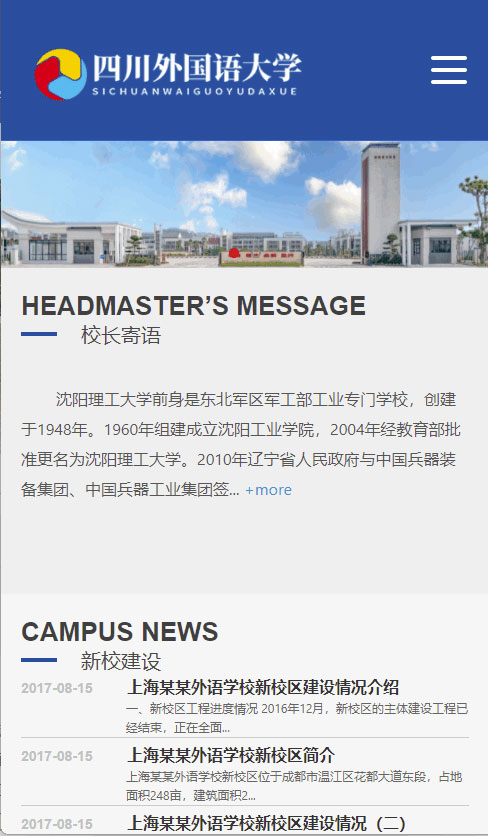 四川外国语大学
SICHUANWAIGUOYUDAXUE
HEADMASTER’S MESSAGE
校长寄语
沈阳理工大学前身是东北军区军工部工业专门学校，创建
于1948年。1960年组建成立沈阳工业学院，2004年经教育部批
准更名为沈阳理工大学。2010年辽宁省人民政府与中国兵器装
备集团、中国兵器工业集团签... +more
CAMPUS NEWS
新校建设
2017-08-15 上海某某外语学校新校区建设情况介绍
一、新校区工程进度情况 2016年12月，新校区的主体建设工程已
经结束，正在全面...
2017-08-15 上海某某外语学校新校区简介
上海某某外语学校新校区位于成都市温江区花都大道东段，占地
面积248亩，建筑面积2...
2017-08-15 上海某某外语学校新校区建设情况（二）